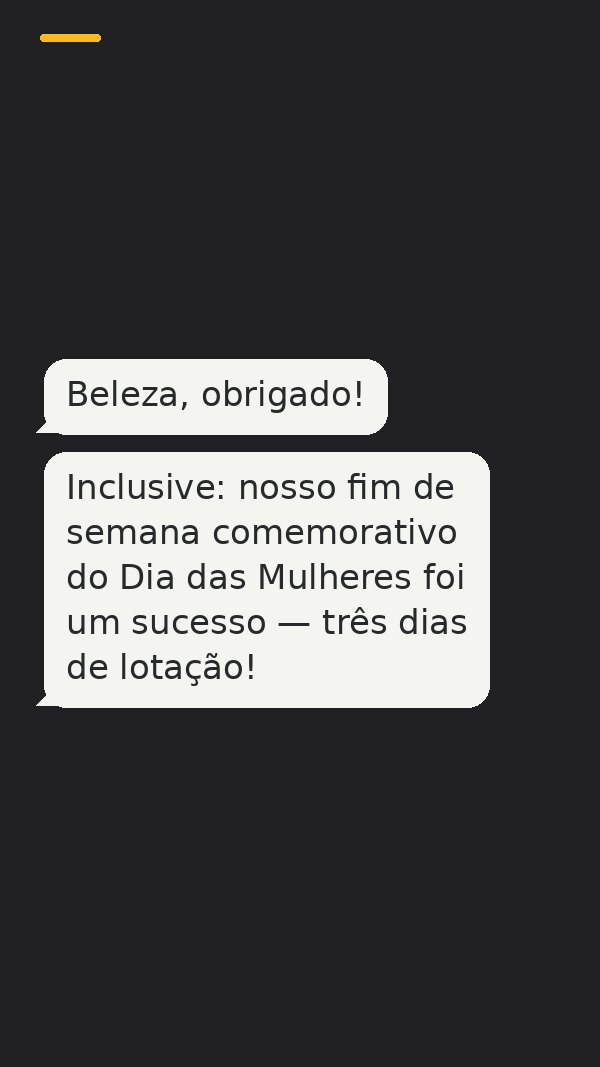 Beleza, obrigado!
Inclusive: nosso fim de
semana comemorativo
do Dia das Mulheres foi
um sucesso — três dias
de lotação!